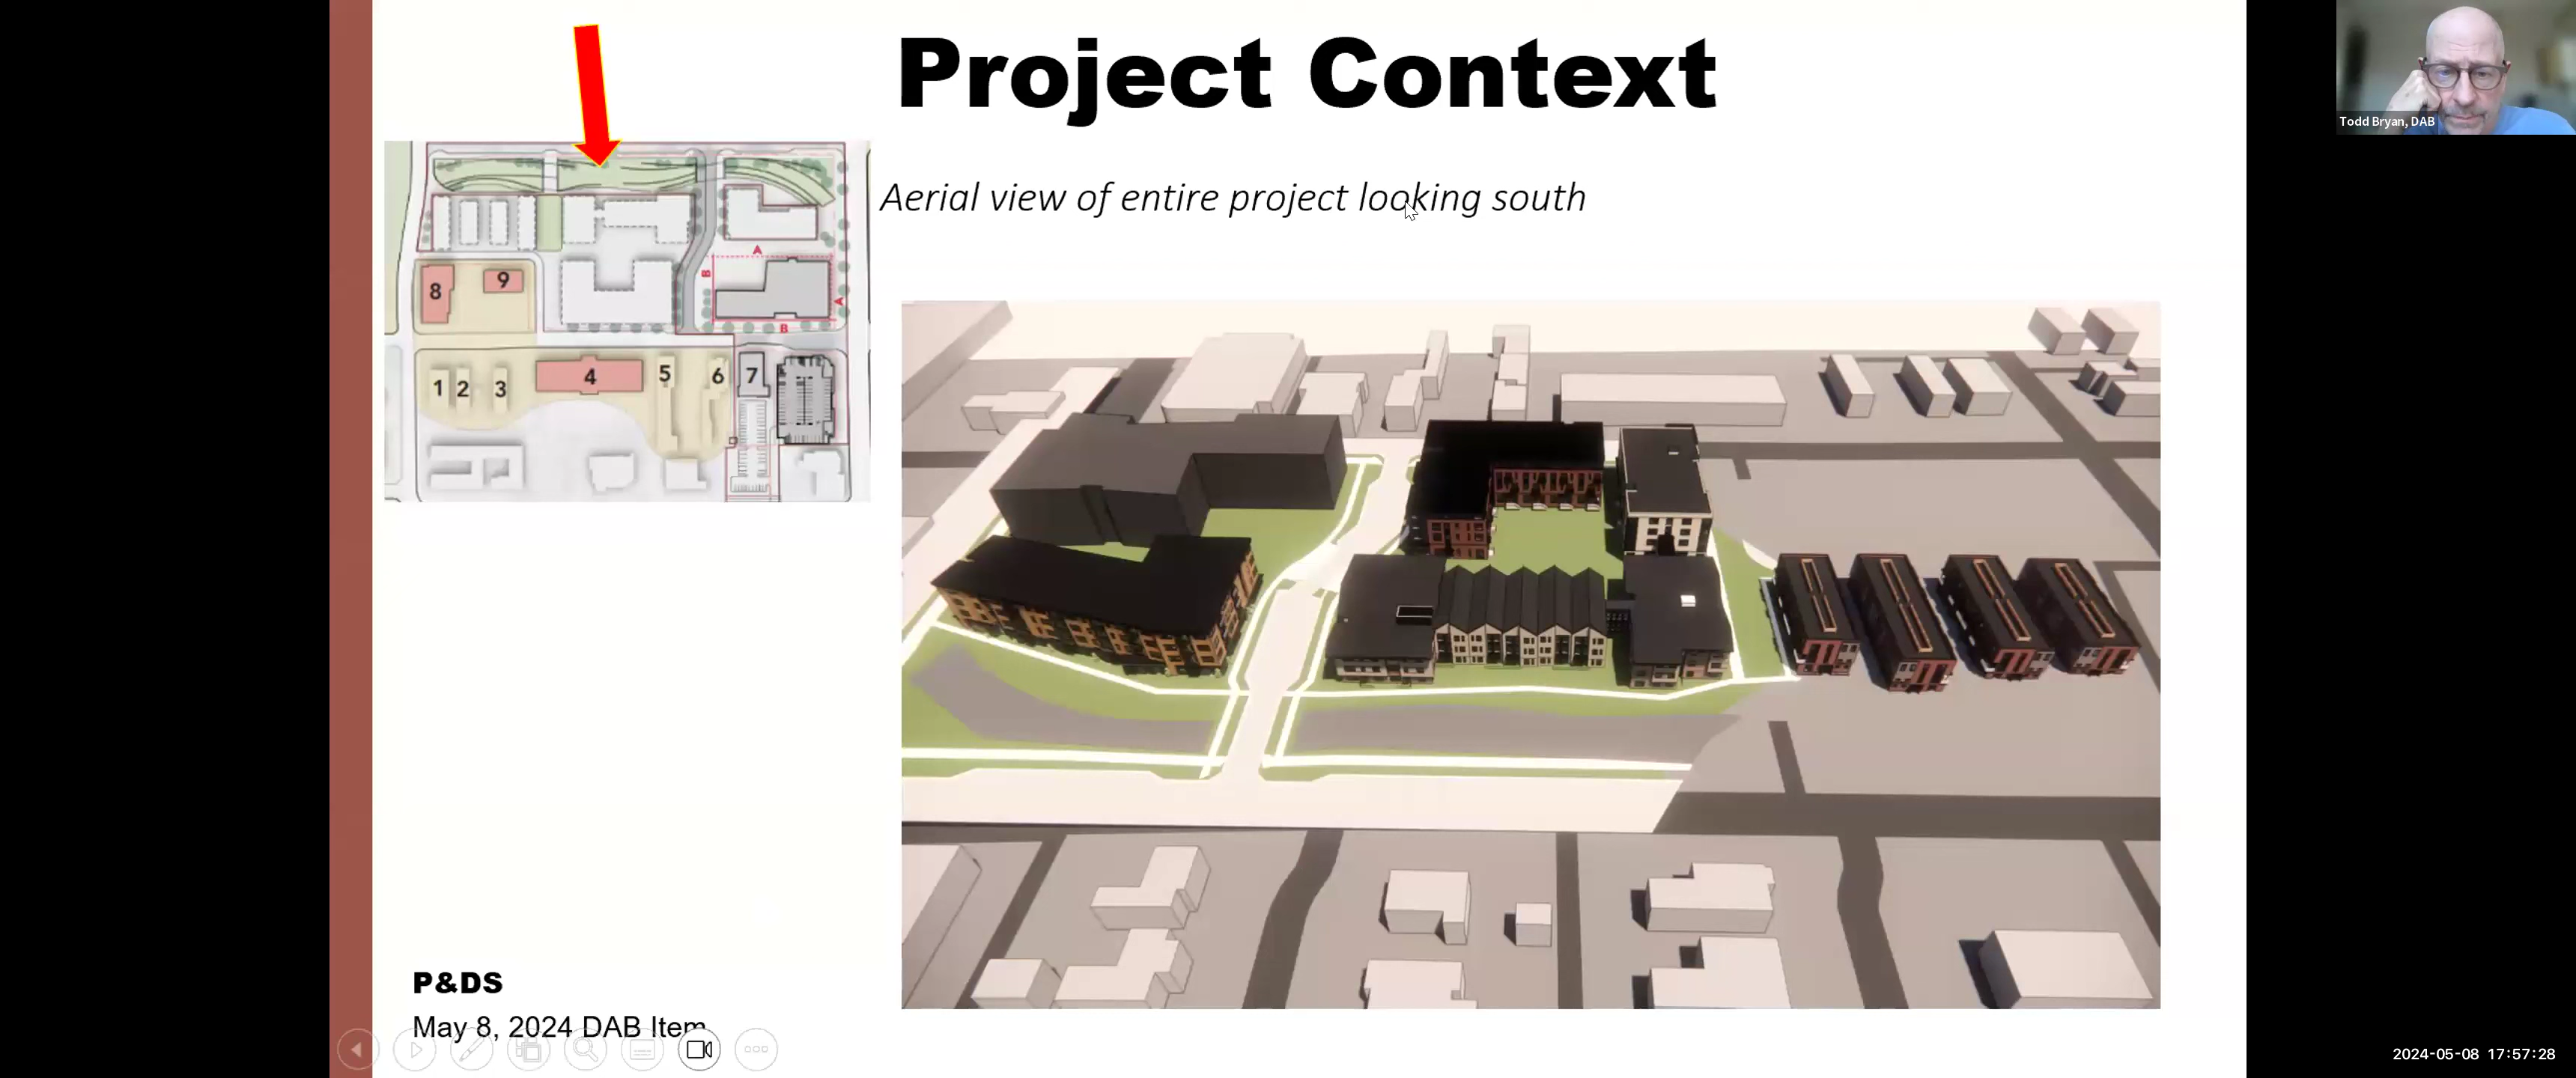 Project Context
Aerial view of entire project looking south
A
B
A
B
8
9
1
2
3
4
5
6
7
P&DS
May 8, 2024 DAB Item
Todd Bryan, DAB
2024-05-08 17:57:28